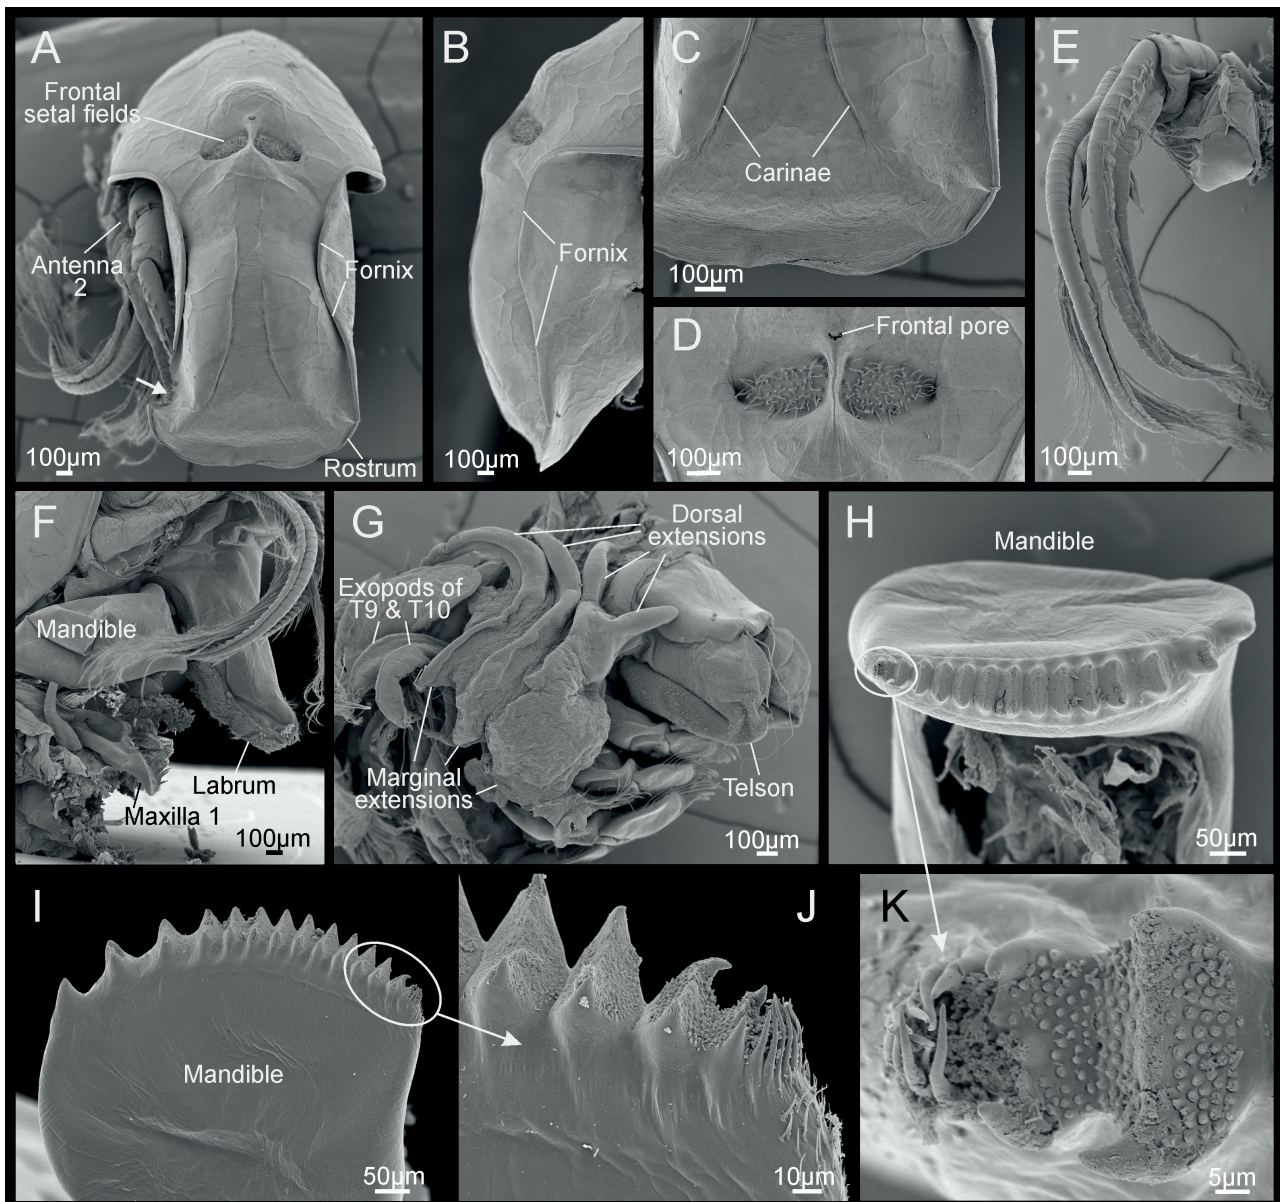 A
Frontal
setal fields
Antenna
2
Fornix
Rostrum
100µm
B
Fornix
100µm
C
Carinae
100µm
D
Frontal pore
100µm
E
100µm
F
Mandible
Labrum
Maxilla 1
100µm
G
Dorsal
extensions
Exopods of
T9 & T10
Marginal
extensions
Telson
100µm
H
Mandible
50µm
I
Mandible
50µm
J
10µm
K
5µm